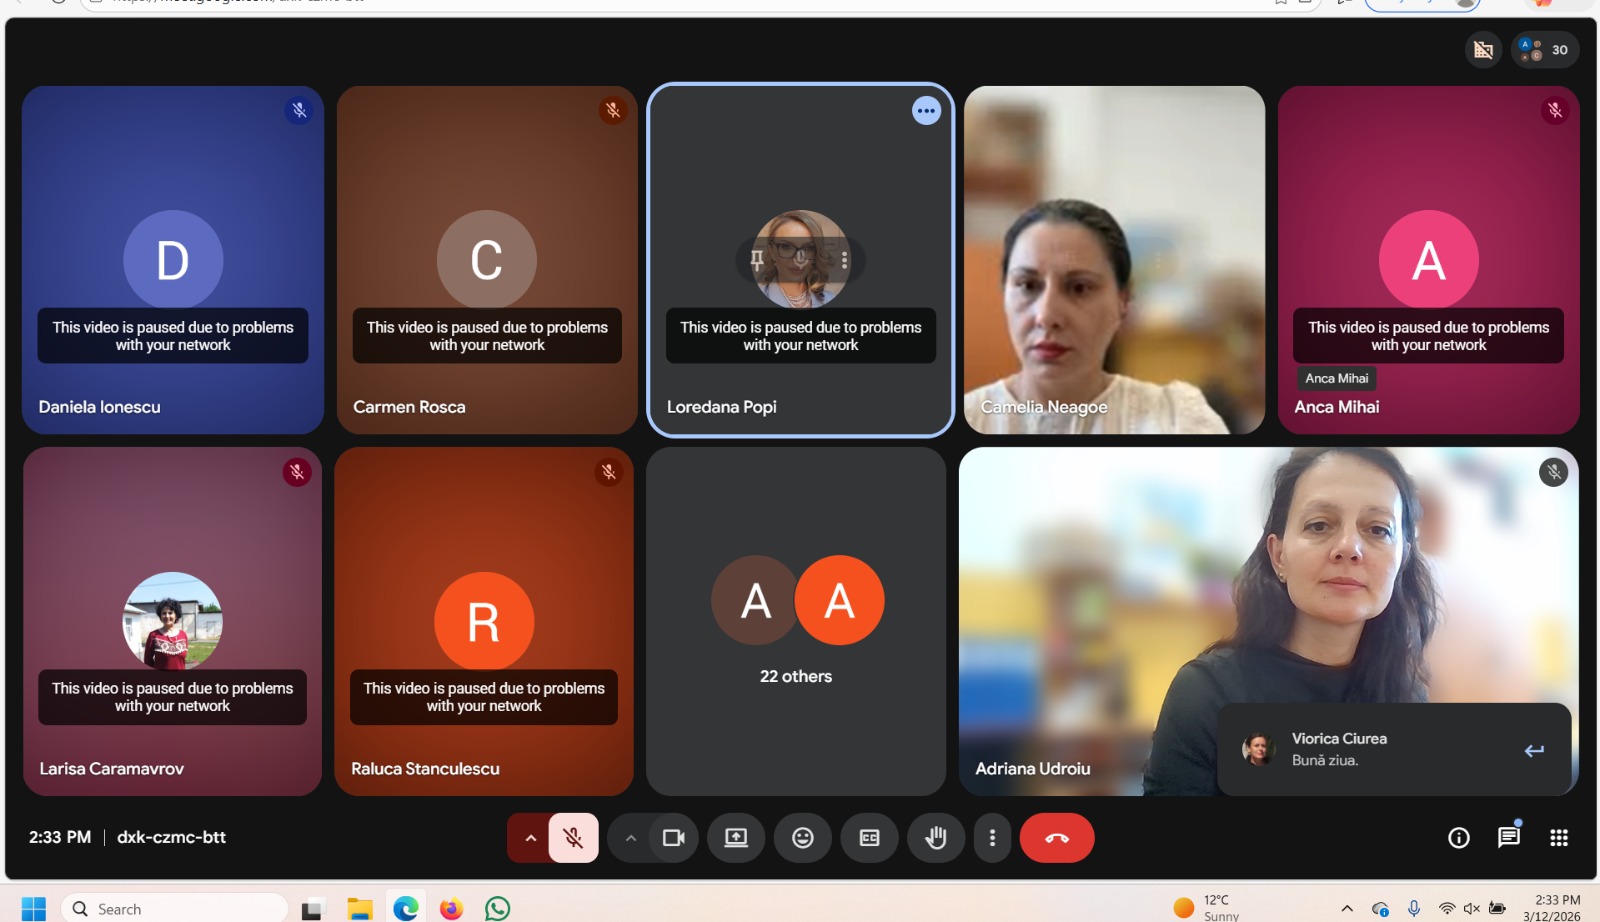 30
D
This video is paused due to problems
with your network
Daniela Ionescu
C
This video is paused due to problems
with your network
Carmen Rosca
This video is paused due to problems
with your network
Loredana Popi
Camelia Neagoe
A
This video is paused due to problems
with your network
Anca Mihai
Anca Mihai
This video is paused due to problems
with your network
Larisa Caramavrov
R
This video is paused due to problems
with your network
Raluca Stanculescu
A A
22 others
Adriana Udroiu
Viorica Ciurea
Bună ziua.
2:33 PM | dxk-czmc-btt
Search
12°C
Sunny
2:33 PM
3/12/2026